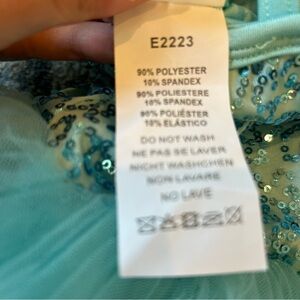 E2223
90% POLYESTER
10% SPANDEX
90% POLIESTERE
10% SPANDEX
90% POLIÉSTER
10% ELÁSTICO
DO NOT WASH
NE PAS SE LAVER
NICHT WASHCHEN
NON LAVARE
NO LAVE